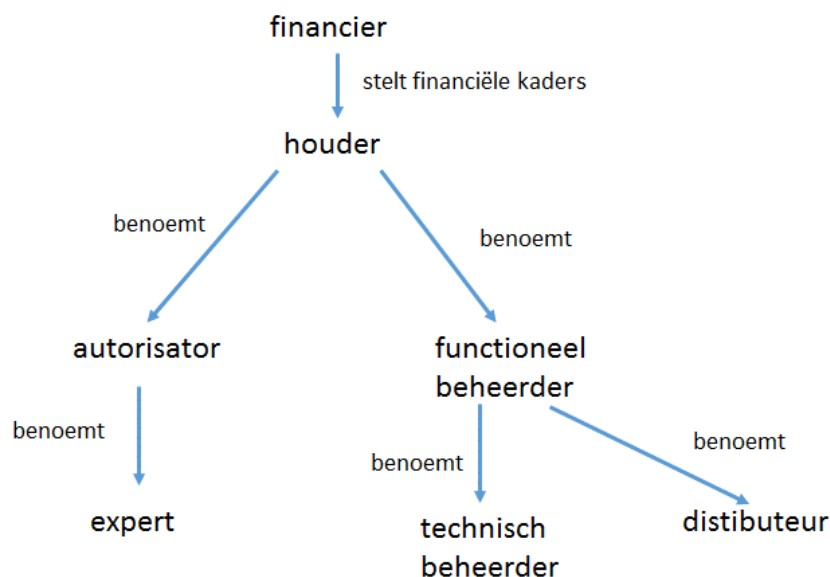 financier
stelt financiële kaders
houder
benoemt
benoemt
autorisator
functioneel
beheerder
benoemt
benoemt
benoemt
expert
technisch
beheerder
distibuteur